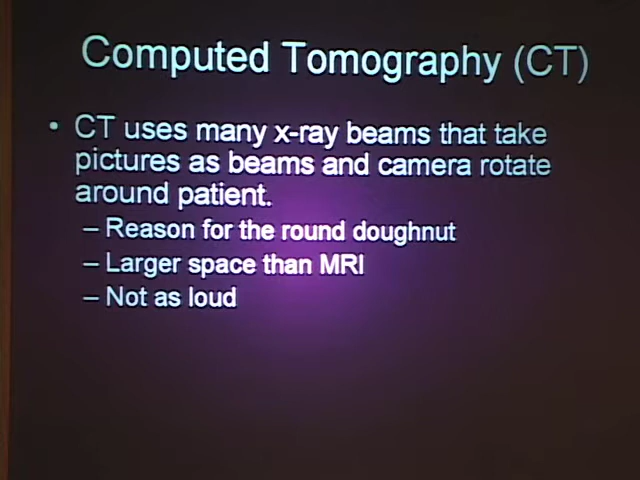 Computed Tomography (CT)
• CT uses many x-ray beams that take
pictures as beams and camera rotate
around patient.
– Reason for the round doughnut
– Larger space than MRI
– Not as loud